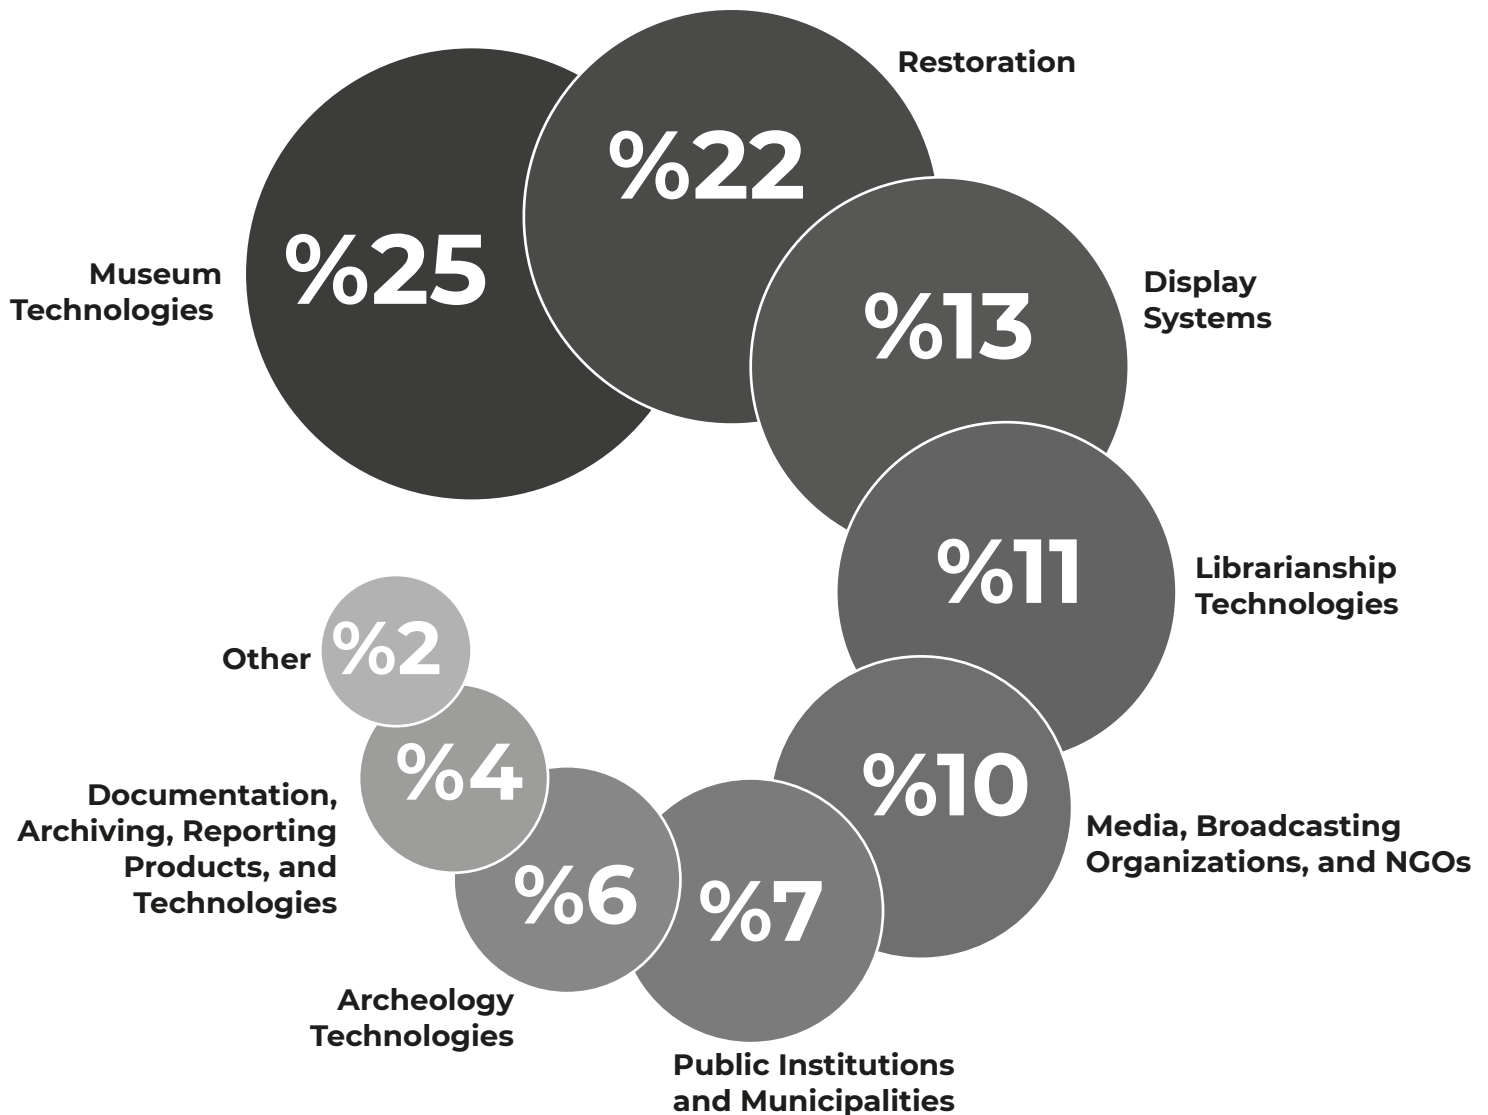 %25
Museum
Technologies
%22
Restoration
%13
Display
Systems
%11
Librarianship
Technologies
%10
Media, Broadcasting
Organizations, and NGOs
%7
Public Institutions
and Municipalities
%6
Archeology
Technologies
%4
Documentation,
Archiving, Reporting
Products, and
Technologies
%2
Other